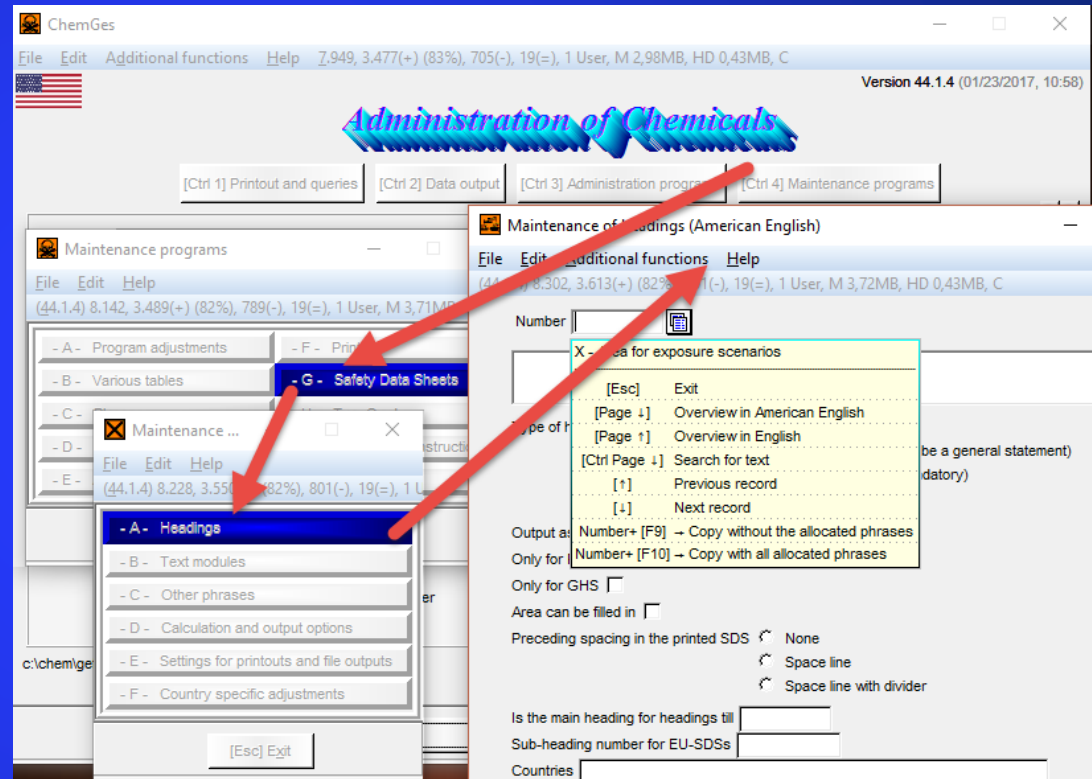 ChemGes
File Edit Additional functions Help 7.949, 3.477(+) (83%), 705(-), 19(=), 1 User, M 2,98MB, HD 0,43MB, C
Version 44.1.4 (01/23/2017, 10:58)
Administration of Chemicals
[Ctrl 1] Printout and queries [Ctrl 2] Data output [Ctrl 3] Administration [Ctrl 4] Maintenance programs
Maintenance programs
File Edit Help
(44.1.4) 8.142, 3.489(+) (82%), 789(-), 19(=), 1 User, M 3,71MB
- A - Program adjustments
- F -
- B - Various tables
- G - Safety Data Sheets
- C -
- D -
- E -
Maintenance ...
File Edit Help
(44.1.4) 8.228, 82%), 801(-), 19(=), 1
- A - Headings
- B - Text modules
- C - Other phrases
- D - Calculation and output options
- E - Settings for printouts and file outputs
- F - Country specific adjustments
[Esc] Exit
er
c:\chem\ge
Maintenance of (American English)
File Edit Additional functions Help
8.302, 3.613(+) (-), 19(=), 1 User, M 3,72MB, HD 0,43MB, C
Number
X - for exposure scenarios
[Esc] Exit
[Page ↓] Overview in American English
[Page ↑] Overview in English
[Ctrl Page ↓] Search for text
[↑] Previous record
[↓] Next record
Number+ [F9] → Copy without the allocated phrases
Number+ [F10] → Copy with all allocated phrases
Type of h
be a general statement)
datory)
Output as
Only for
Only for GHS
Area can be filled in
Preceding spacing in the printed SDS None
Space line
Space line with divider
Is the main heading for headings till
Sub-heading number for EU-SDSs
Countries